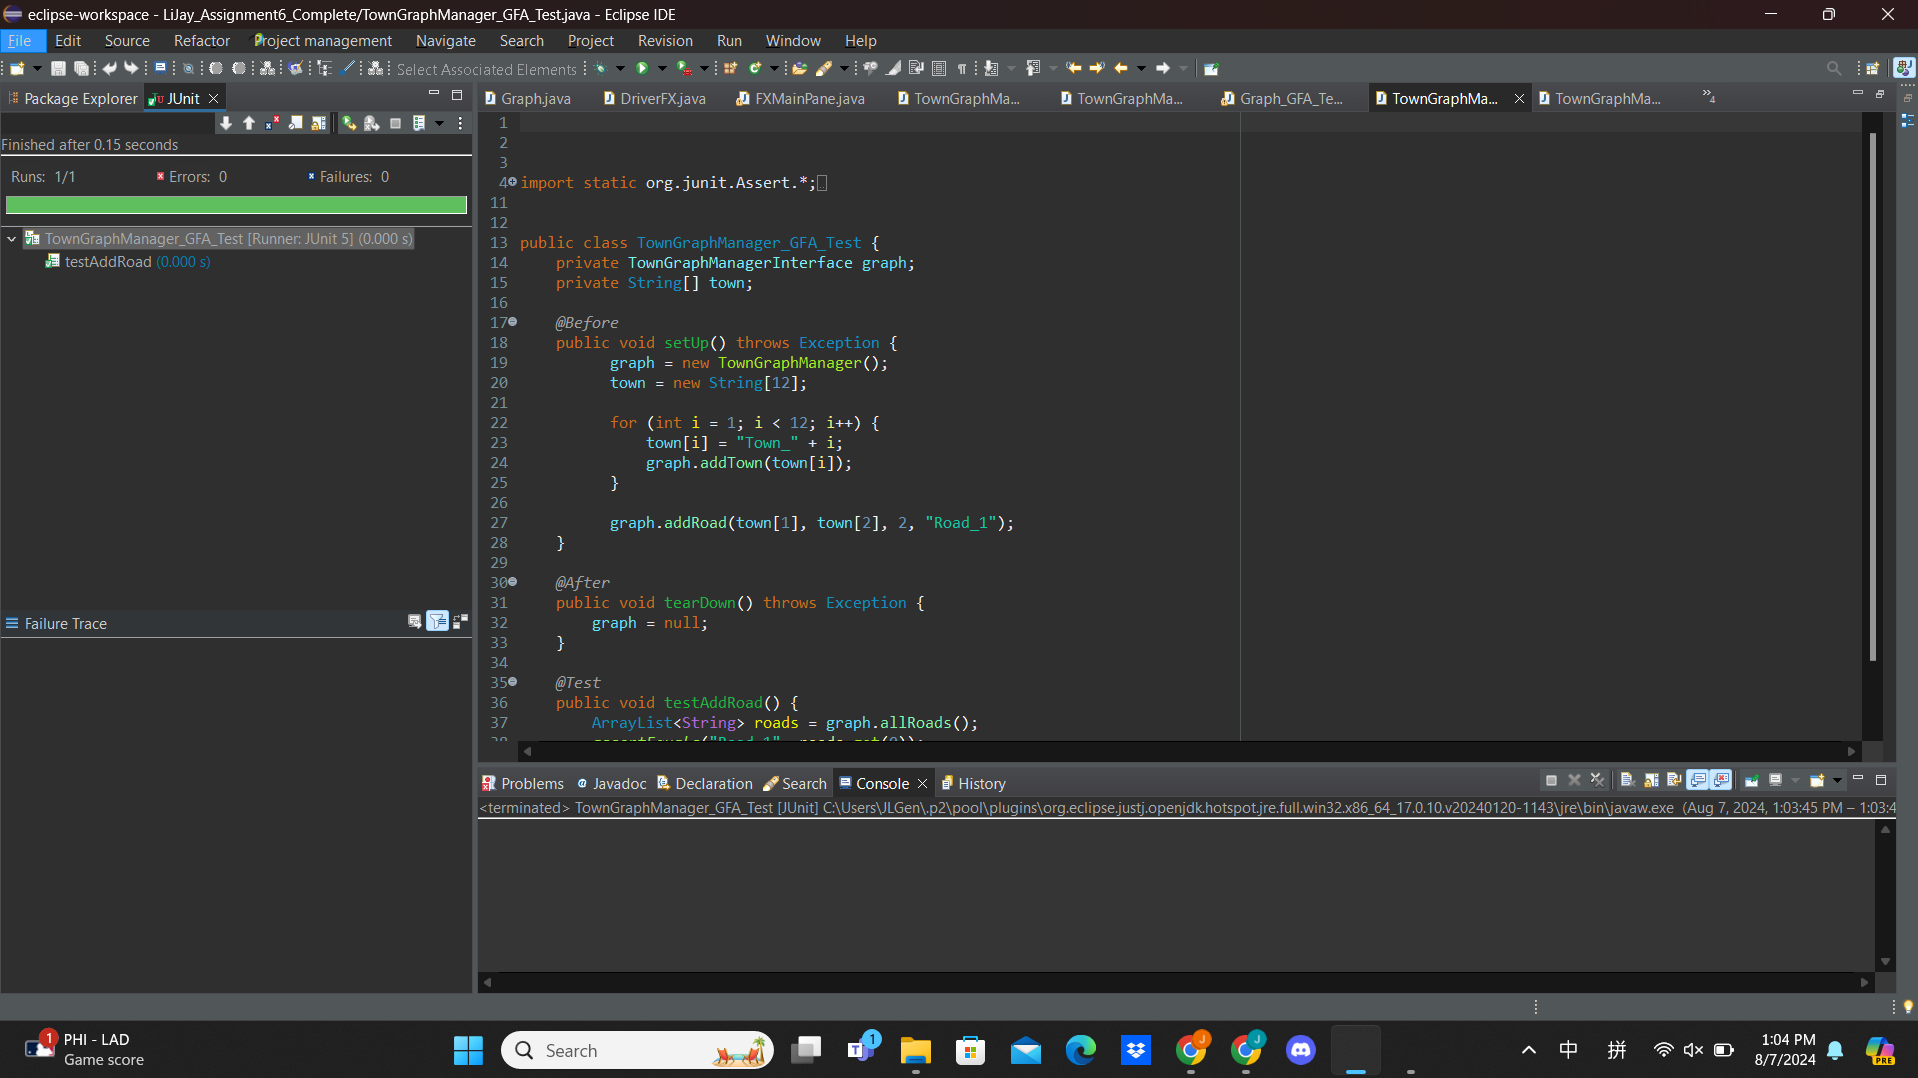 eclipse-workspace - LiJay_Assignment6_Complete/TownGraphManager_GFA_Test.java - Eclipse IDE
File Edit Source Refactor Project management Navigate Search Project Revision Run Window Help
Select Associated Elements
Package Explorer JUnit
Graph.java DriverFX.java FXMainPane.java TownGraphMa... TownGraphMa... Graph_GFA_Te... TownGraphMa... TownGraphMa... »4
Finished after 0.15 seconds
Runs: 1/1 Errors: 0 Failures: 0
TownGraphManager_GFA_Test [Runner: JUnit 5] (0.000 s)
testAddRoad (0.000 s)
Failure Trace
1
2
3
4 import static org.junit.Assert.*;
11
12
13 public class TownGraphManager_GFA_Test {
14 private TownGraphManagerInterface graph;
15 private String[] town;
16
17 @Before
18 public void setUp() throws Exception {
19 graph = new TownGraphManager();
20 town = new String[12];
21
22 for (int i = 1; i < 12; i++) {
23 town[i] = "Town_" + i;
24 graph.addTown(town[i]);
25 }
26
27 graph.addRoad(town[1], town[2], 2, "Road_1");
28 }
29
30 @After
31 public void tearDown() throws Exception {
32 graph = null;
33 }
34
35 @Test
36 public void testAddRoad() {
37 ArrayList<String> roads = graph.allRoads();
Problems Javadoc Declaration Search Console History
<terminated> TownGraphManager_GFA_Test [JUnit] C:\Users\JLGen\.p2\pool\plugins\org.eclipse.justj.openjdk.hotspot.jre.full.win32.x86_64_17.0.10.v20240120-1143\jre\bin\javaw.exe (Aug 7, 2024, 1:03:45 PM – 1:03:4
1
PHI - LAD
Game score
Search
1
J
J
中
拼
1:04 PM
8/7/2024
PRE